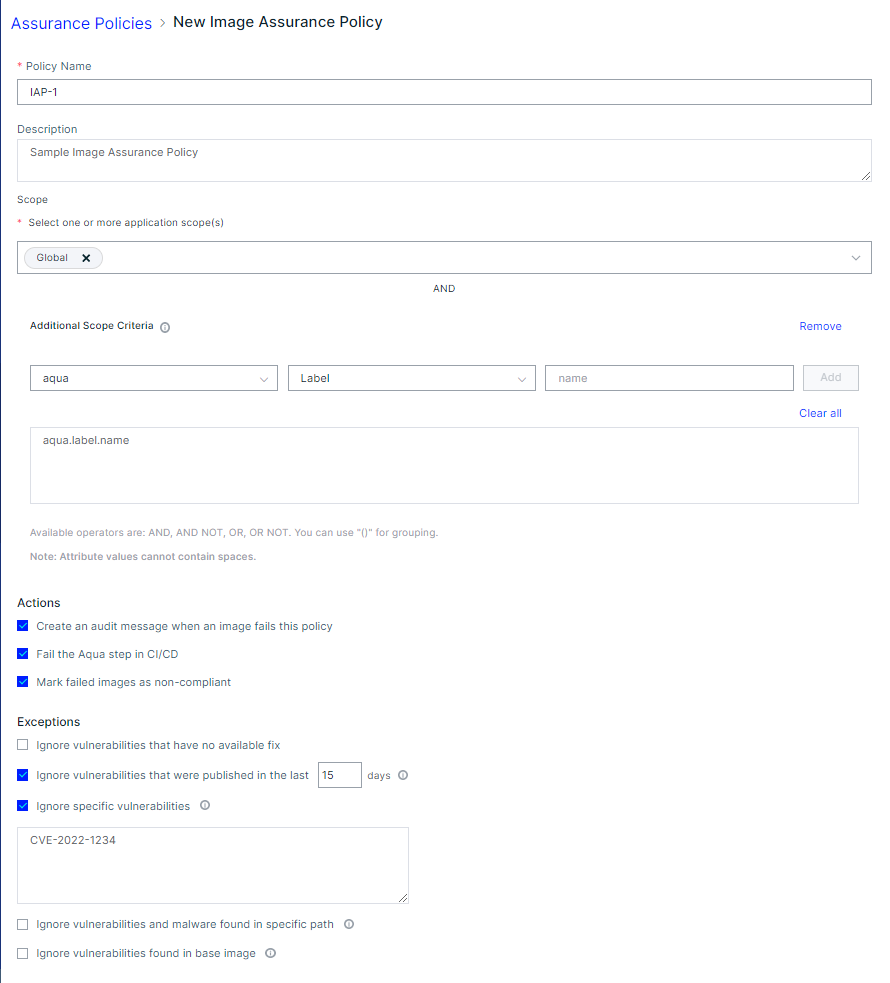 Assurance Policies > New Image Assurance Policy
* Policy Name
IAP-1
Description
Sample Image Assurance Policy
Scope
* Select one or more application scope(s)
Global
AND
Additional Scope Criteria Remove
aqua Label name Add
Clear all
aqua.label.name
Available operators are: AND, AND NOT, OR, OR NOT. You can use "()" for grouping.
Note: Attribute values cannot contain spaces.
Actions
Create an audit message when an image fails this policy
Fail the Aqua step in CI/CD
Mark failed images as non-compliant
Exceptions
Ignore vulnerabilities that have no available fix
Ignore vulnerabilities that were published in the last 15 days
Ignore specific vulnerabilities
CVE-2022-1234
Ignore vulnerabilities and malware found in specific path
Ignore vulnerabilities found in base image